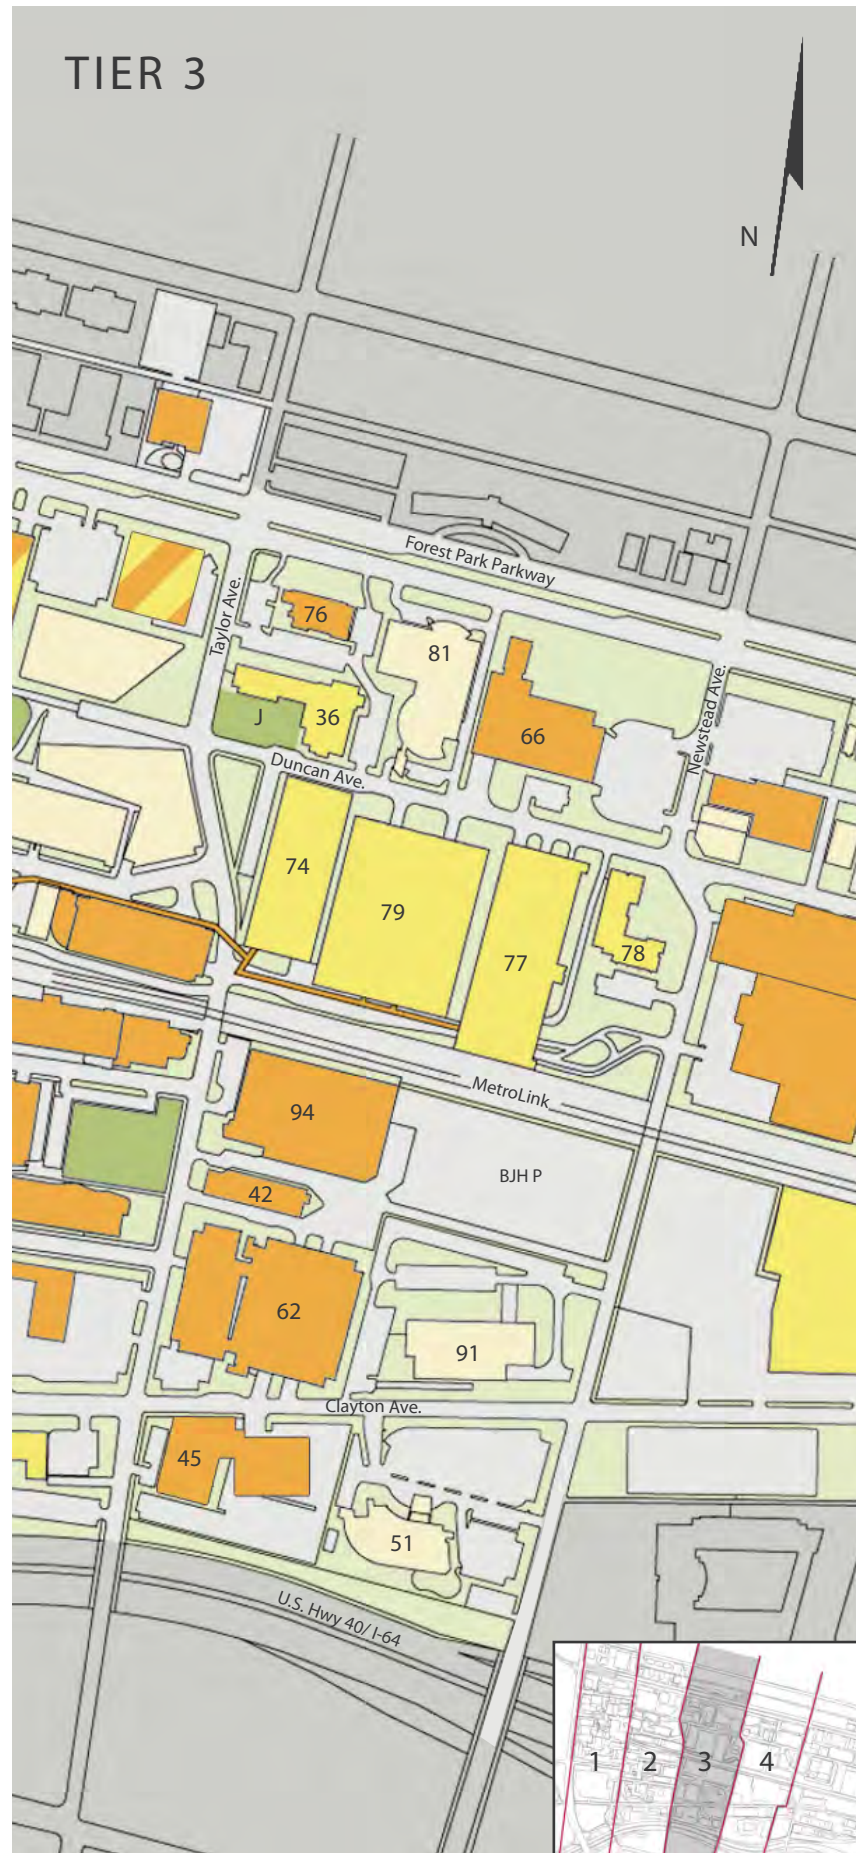 TIER 3
N
Forest Park Parkway
Taylor Ave.
76
81
Newstead Ave.
J
36
66
Duncan Ave.
74
79
77
78
MetroLink
94
BJH P
42
62
91
Clayton Ave.
45
51
U.S. Hwy 40/ I-64
1
2
3
4